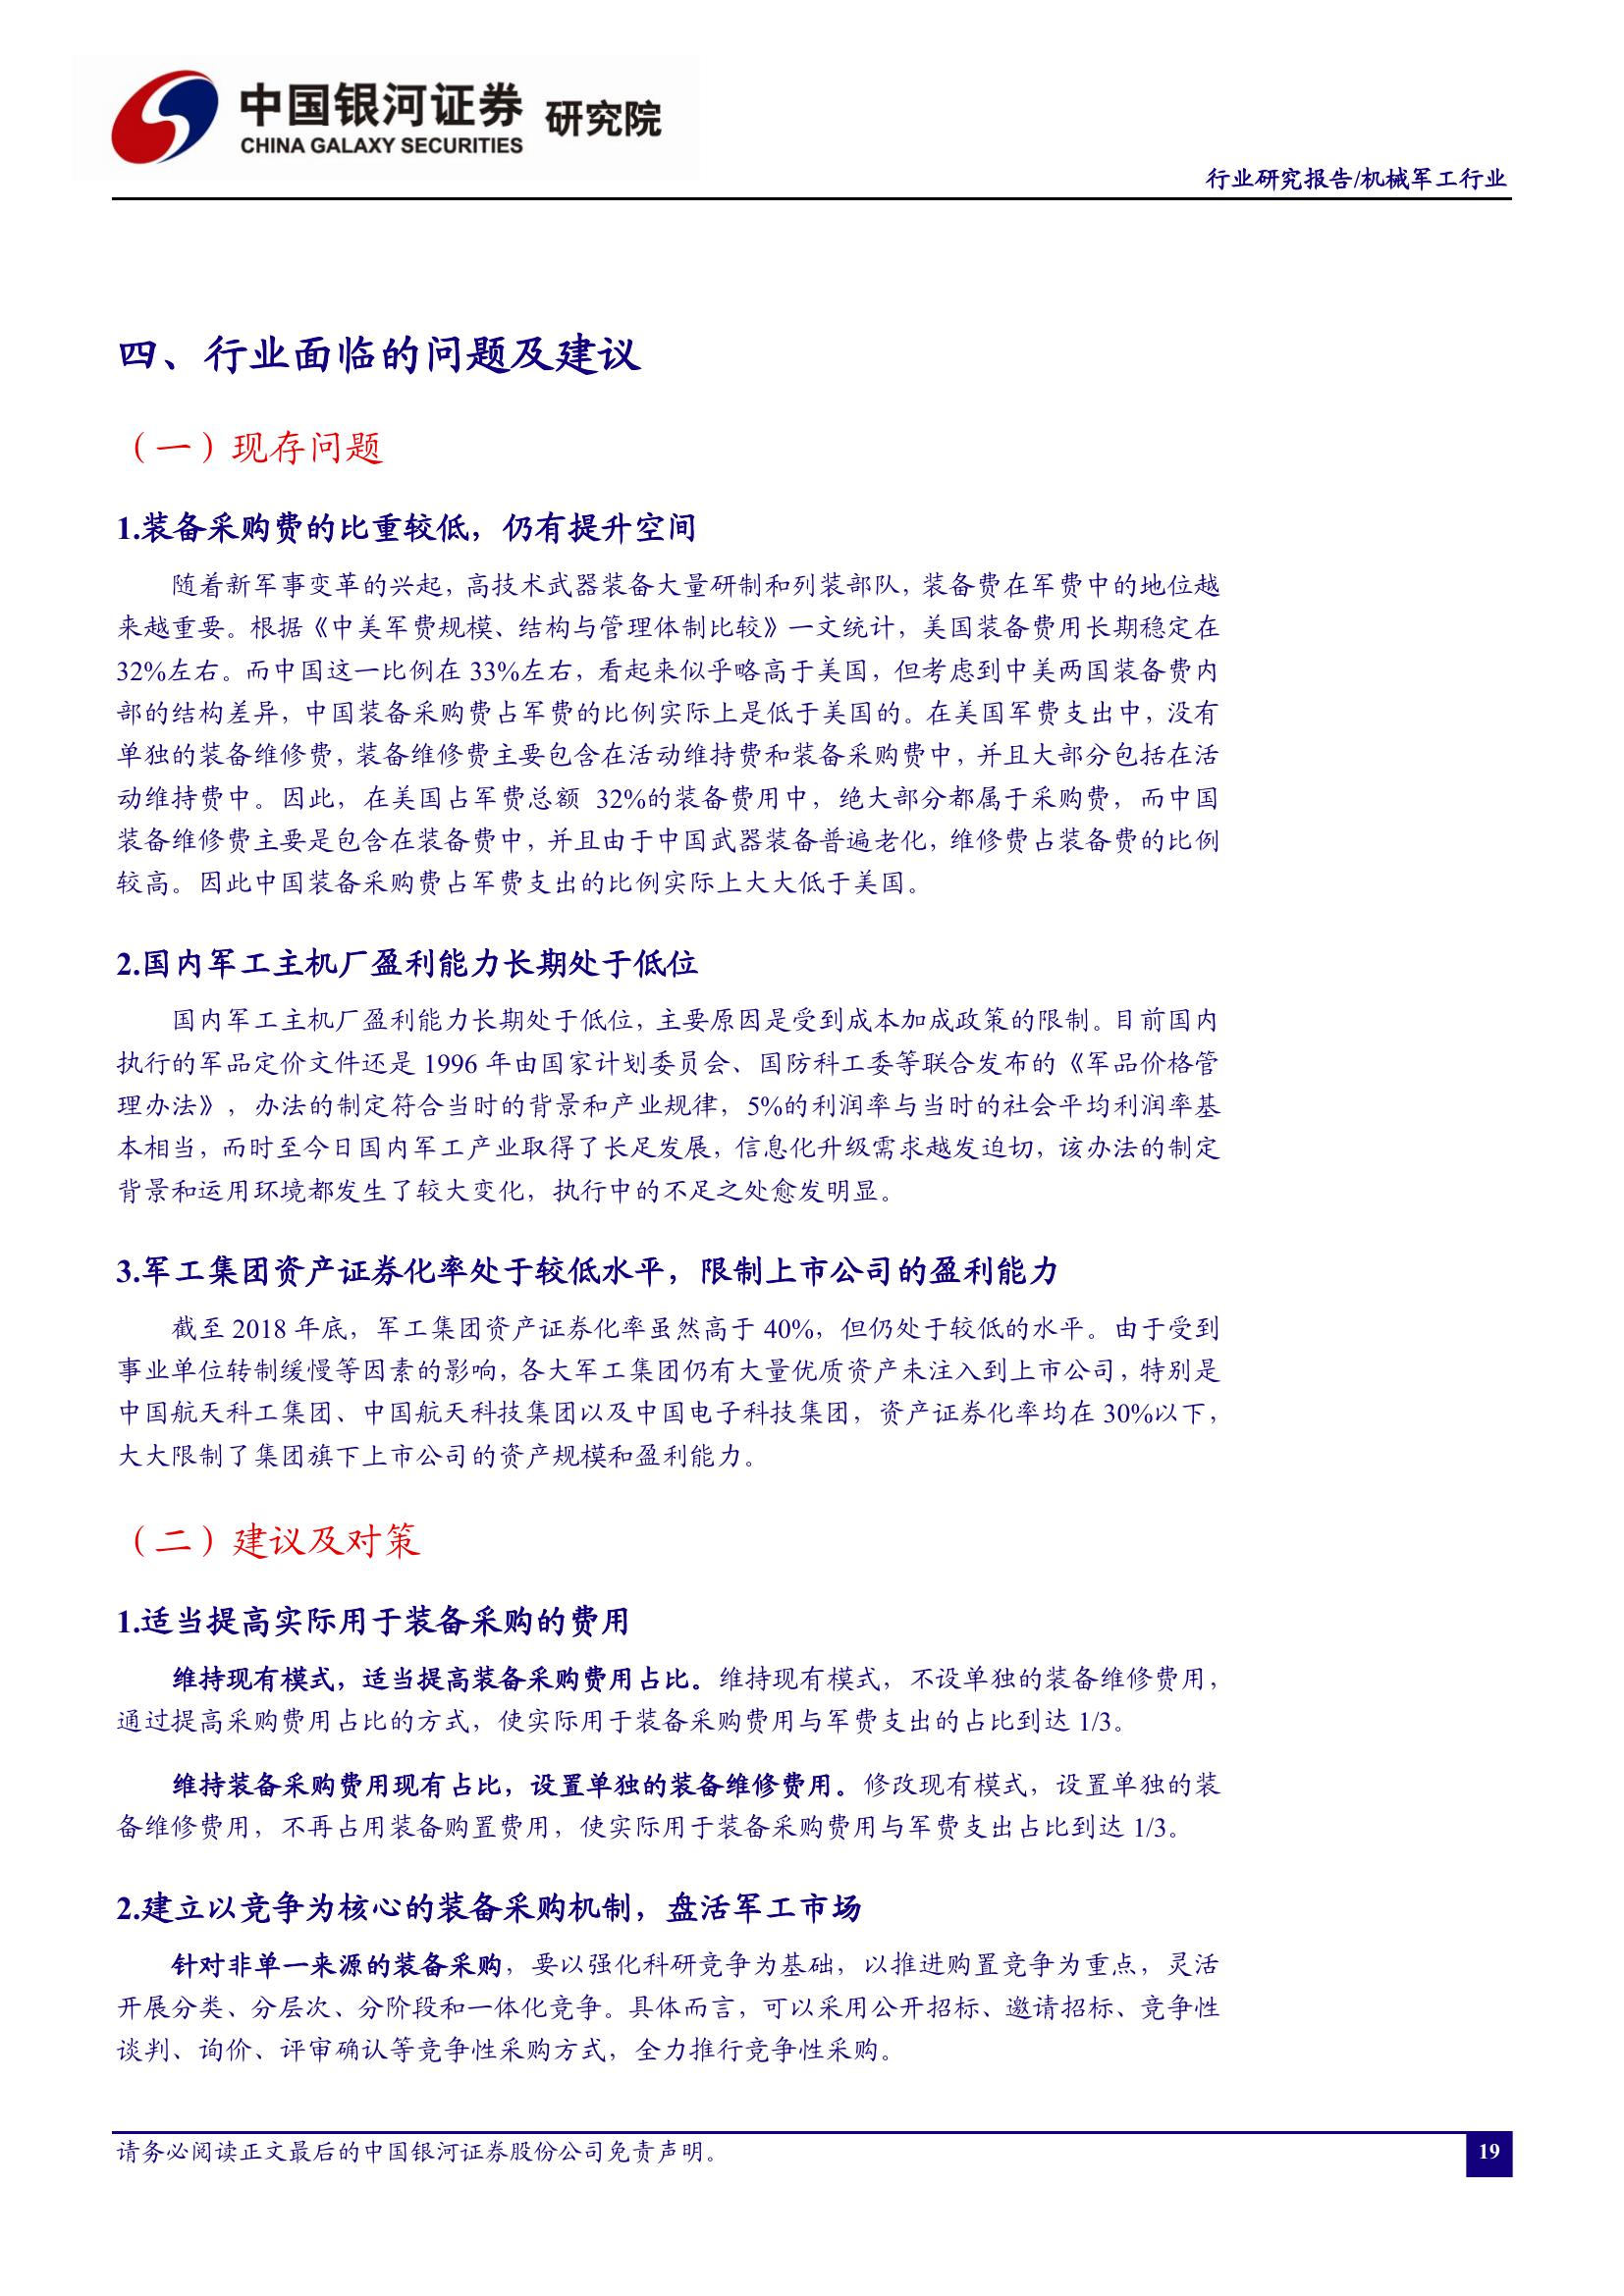 中国银河证券 研究院
CHINA GALAXY SECURITIES
行业研究报告/机械军工行业
四、行业面临的问题及建议
（一）现存问题
1.装备采购费的比重较低，仍有提升空间
随着新军事变革的兴起，高技术武器装备大量研制和列装部队，装备费在军费中的地位越
来越重要。根据《中美军费规模、结构与管理体制比较》一文统计，美国装备费用长期稳定在
32%左右。而中国这一比例在 33%左右，看起来似乎略高于美国，但考虑到中美两国装备费内
部的结构差异，中国装备采购费占军费的比例实际上是低于美国的。在美国军费支出中，没有
单独的装备维修费，装备维修费主要包含在活动维持费和装备采购费中，并且大部分包括在活
动维持费中。因此，在美国占军费总额 32%的装备费用中，绝大部分都属于采购费，而中国
装备维修费主要是包含在装备费中，并且由于中国武器装备普遍老化，维修费占装备费的比例
较高。因此中国装备采购费占军费支出的比例实际上大大低于美国。
2.国内军工主机厂盈利能力长期处于低位
国内军工主机厂盈利能力长期处于低位，主要原因是受到成本加成政策的限制。目前国内
执行的军品定价文件还是 1996 年由国家计划委员会、国防科工委等联合发布的《军品价格管
理办法》，办法的制定符合当时的背景和产业规律，5%的利润率与当时的社会平均利润率基
本相当，而时至今日国内军工产业取得了长足发展，信息化升级需求越发迫切，该办法的制定
背景和运用环境都发生了较大变化，执行中的不足之处愈发明显。
3.军工集团资产证券化率处于较低水平，限制上市公司的盈利能力
截至 2018 年底，军工集团资产证券化率虽然高于 40%，但仍处于较低的水平。由于受到
事业单位转制缓慢等因素的影响，各大军工集团仍有大量优质资产未注入到上市公司，特别是
中国航天科工集团、中国航天科技集团以及中国电子科技集团，资产证券化率均在 30%以下，
大大限制了集团旗下上市公司的资产规模和盈利能力。
（二）建议及对策
1.适当提高实际用于装备采购的费用
维持现有模式，适当提高装备采购费用占比。维持现有模式，不设单独的装备维修费用，
通过提高采购费用占比的方式，使实际用于装备采购费用与军费支出的占比到达 1/3。
维持装备采购费用现有占比，设置单独的装备维修费用。修改现有模式，设置单独的装
备维修费用，不再占用装备购置费用，使实际用于装备采购费用与军费支出占比到达 1/3。
2.建立以竞争为核心的装备采购机制，盘活军工市场
针对非单一来源的装备采购，要以强化科研竞争为基础，以推进购置竞争为重点，灵活
开展分类、分层次、分阶段和一体化竞争。具体而言，可以采用公开招标、邀请招标、竞争性
谈判、询价、评审确认等竞争性采购方式，全力推行竞争性采购。
请务必阅读正文最后的中国银河证券股份公司免责声明。
19